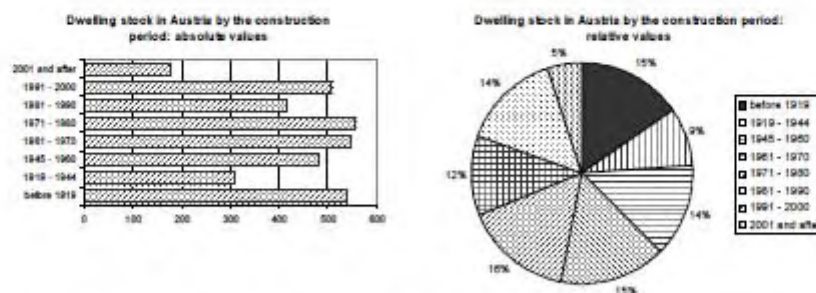 Dwelling stock in Austria by the construction
period: absolute values
2001 and after
1991 - 2000
1981 - 1990
1971 - 1980
1961 - 1970
1945 - 1960
1919 - 1944
before 1919
0 100 200 300 400 500 600
Dwelling stock in Austria by the construction period:
relative values
5%
15%
14%
9%
12%
14%
16%
15%
before 1919
1919 - 1944
1945 - 1960
1961 - 1970
1971 - 1980
1981 - 1990
1991 - 2000
2001 and after